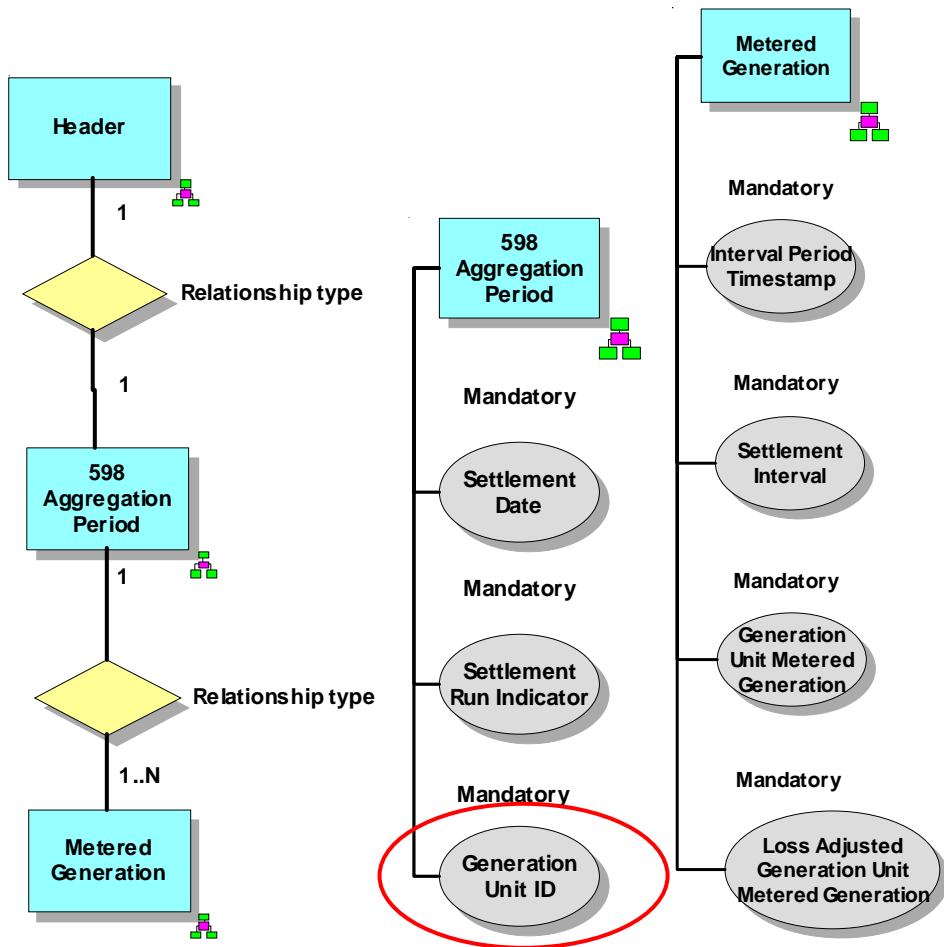 Header
1
Relationship type
1
598
Aggregation
Period
1
Relationship type
1..N
Metered
Generation
598
Aggregation
Period
Mandatory
Settlement
Date
Mandatory
Settlement
Run Indicator
Mandatory
Generation
Unit ID
Metered
Generation
Mandatory
Interval Period
Timestamp
Mandatory
Settlement
Interval
Mandatory
Generation
Unit Metered
Generation
Mandatory
Loss Adjusted
Generation Unit
Metered Generation